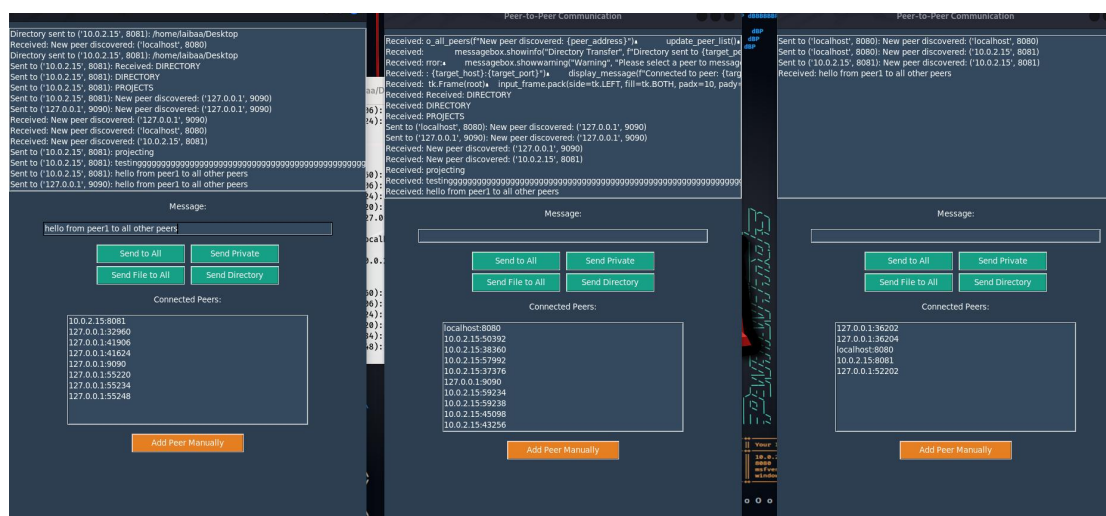 Directory sent to ('10.0.2.15', 8081): /home/laibaa/Desktop
Received: New peer discovered: ('localhost', 8080)
Sent to ('10.0.2.15', 8081): Received: DIRECTORY
Sent to ('10.0.2.15', 8081): PROJECTS
Sent to ('10.0.2.15', 8081): New peer discovered: ('127.0.0.1', 9090)
Sent to ('127.0.0.1', 9090): New peer discovered: ('127.0.0.1', 9090)
Received: New peer discovered: ('127.0.0.1', 9090)
Received: New peer discovered: ('localhost', 8080)
Received: New peer discovered: ('10.0.2.15', 8081)
Sent to ('10.0.2.15', 8081): projecting
Sent to ('10.0.2.15', 8081): testinggggggggggggggggggggggggggggggggggggggggggg
Sent to ('10.0.2.15', 8081): hello from peer1 to all other peers
Sent to ('127.0.0.1', 9090): hello from peer1 to all other peers
Message:
hello from peer1 to all other peers
Send to All Send Private
Send File to All Send Directory
Connected Peers:
10.0.2.15:8081
127.0.0.1:32960
127.0.0.1:41906
127.0.0.1:41624
127.0.0.1:9090
127.0.0.1:55220
127.0.0.1:55234
127.0.0.1:55248
Add Peer Manually
Peer-to-Peer Communication
Received: o_all_peers(f"New peer discovered: {peer_address}") update_peer_list()
Received: messagebox.showinfo("Directory Transfer", f"Directory sent to {target_pe
Received: rror: messagebox.showwarning("Warning", "Please select a peer to messag
Received: : {target_host}:{target_port}") display_message(f"Connected to peer: {targ
Received: tk.Frame(root) input_frame.pack(side=tk.LEFT, fill=tk.BOTH, padx=10, pady=
Received: Received: DIRECTORY
Received: DIRECTORY
Received: PROJECTS
Sent to ('localhost', 8080): New peer discovered: ('127.0.0.1', 9090)
Sent to ('127.0.0.1', 9090): New peer discovered: ('127.0.0.1', 9090)
Received: New peer discovered: ('127.0.0.1', 9090)
Received: New peer discovered: ('10.0.2.15', 8081)
Received: projecting
Received: testinggggggggggggggggggggggggggggggggggggggggggggggggggggg
Received: hello from peer1 to all other peers
Message:
Send to All Send Private
Send File to All Send Directory
Connected Peers:
localhost:8080
10.0.2.15:50392
10.0.2.15:38360
10.0.2.15:57992
10.0.2.15:37376
127.0.0.1:9090
10.0.2.15:59234
10.0.2.15:59238
10.0.2.15:45098
10.0.2.15:43256
Add Peer Manually
Peer-to-Peer Communication
Sent to ('localhost', 8080): New peer discovered: ('localhost', 8080)
Sent to ('localhost', 8080): New peer discovered: ('10.0.2.15', 8081)
Sent to ('10.0.2.15', 8081): New peer discovered: ('10.0.2.15', 8081)
Received: hello from peer1 to all other peers
Message:
Send to All Send Private
Send File to All Send Directory
Connected Peers:
127.0.0.1:36202
127.0.0.1:36204
localhost:8080
10.0.2.15:8081
127.0.0.1:52202
Add Peer Manually